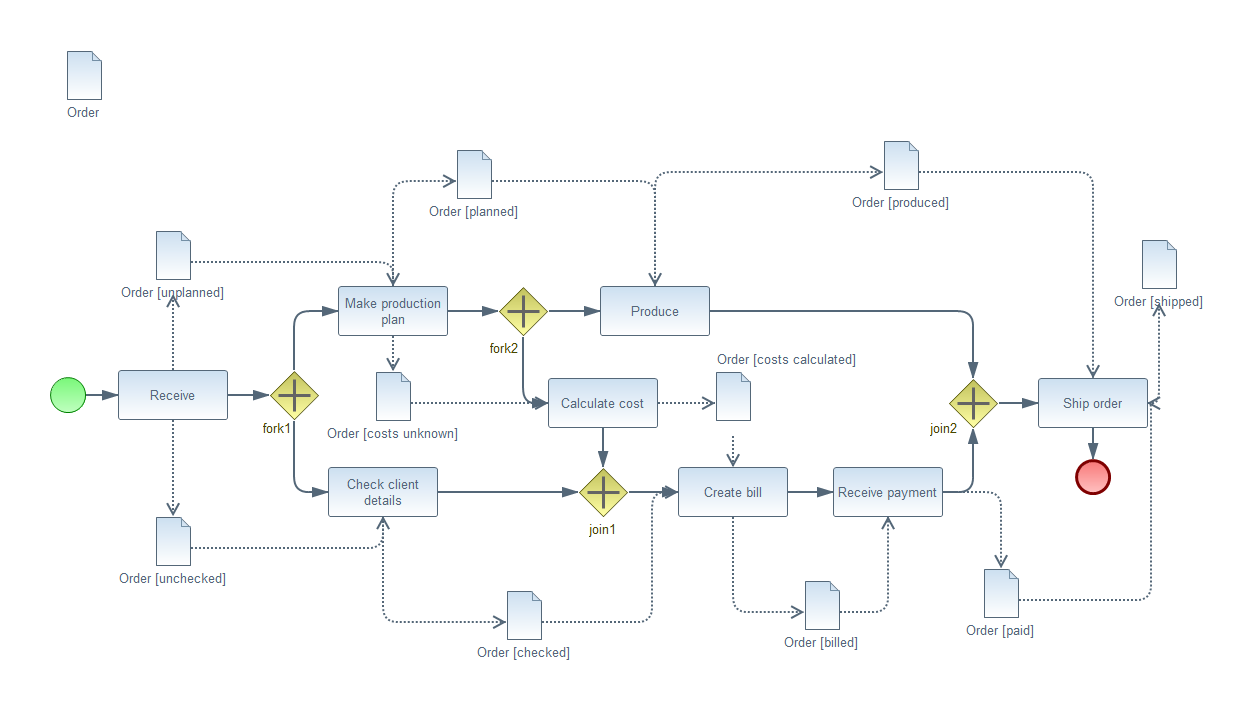 Order
Order [planned]
Order [produced]
Order [unplanned]
Order [shipped]
Make production
plan
Produce
fork2
Order [costs calculated]
Receive
fork1
Calculate cost
Ship order
join2
Order [costs unknown]
Check client
details
Create bill
Receive payment
join1
Order [unchecked]
Order [checked]
Order [billed]
Order [paid]